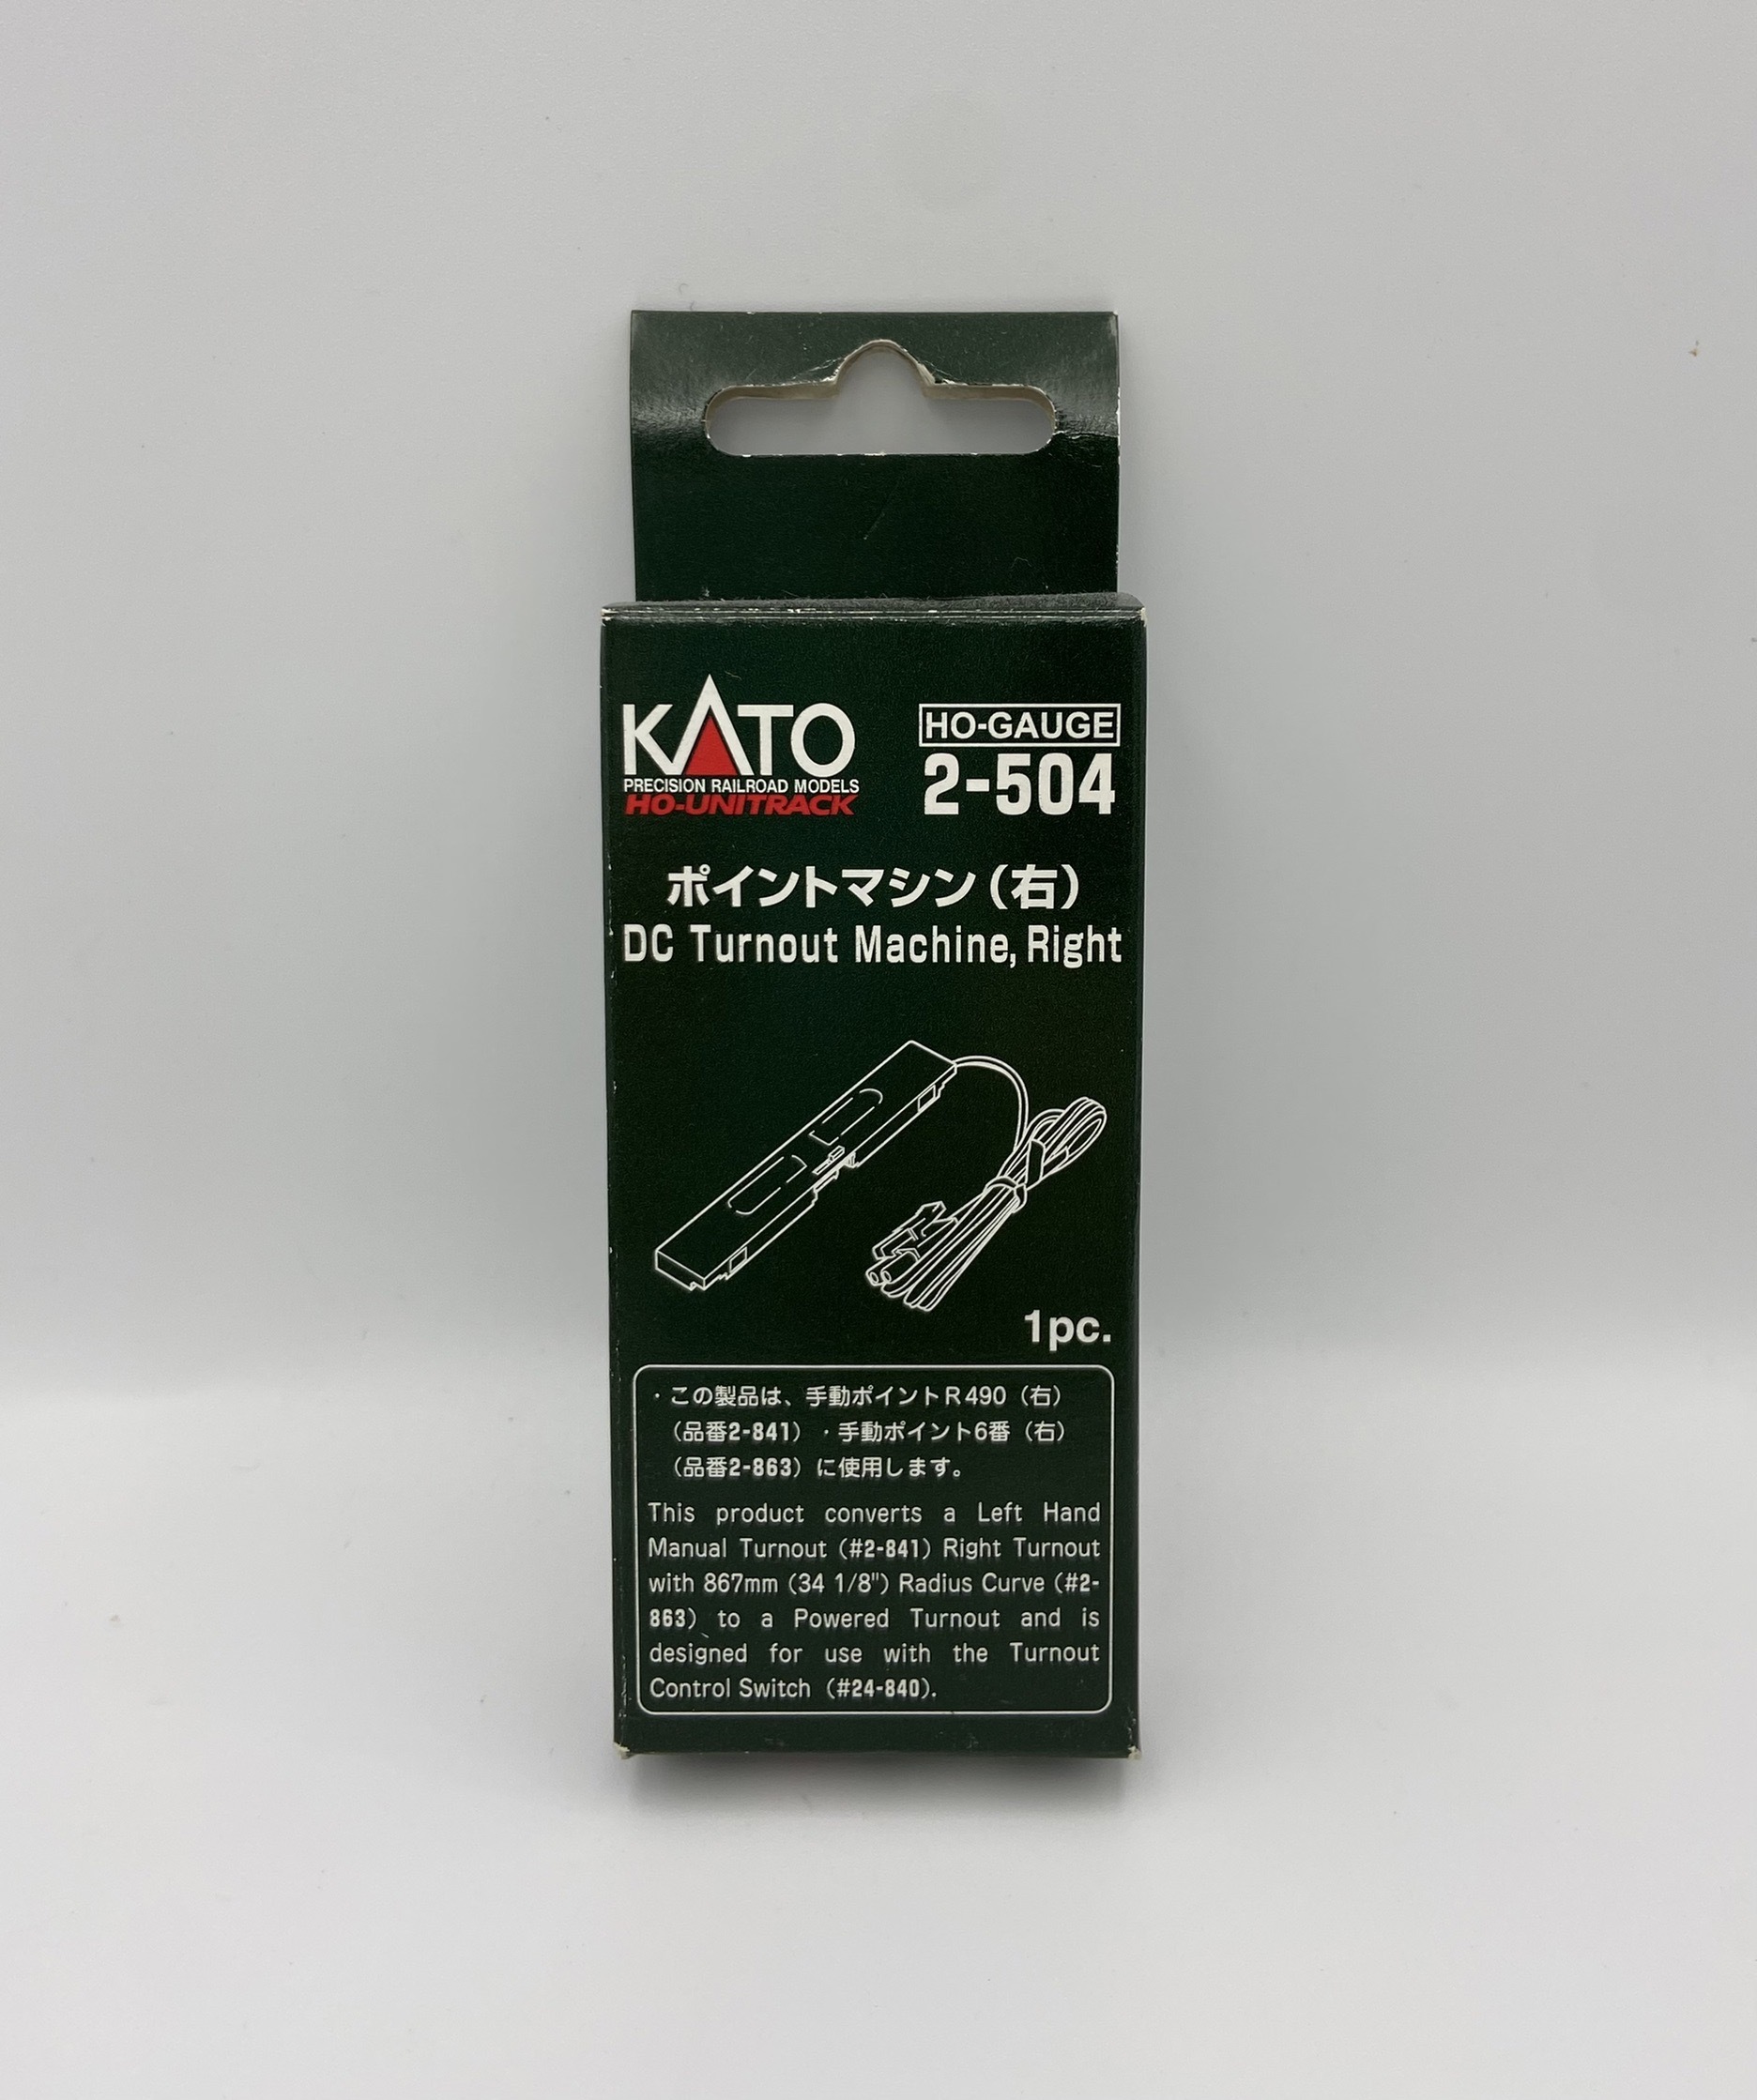 KATO
PRECISION RAILROAD MODELS
HO-UNITRACK
HO-GAUGE
2-504
ポイントマシン（右）
DC Turnout Machine, Right
1pc.
・この製品は、手動ポイントR490（右）
（品番2-841）・手動ポイント6番（右）
（品番2-863）に使用します。
This product converts a Left Hand
Manual Turnout (#2-841) Right Turnout
with 867mm (34 1/8") Radius Curve (#2-
863) to a Powered Turnout and is
designed for use with the Turnout
Control Switch (#24-840).